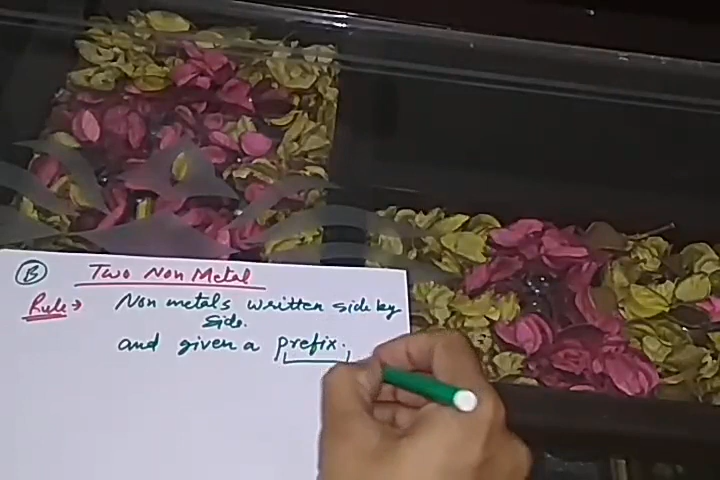 B Two Non Metal
Rule → Non metals written side by
side.
and given a prefix.